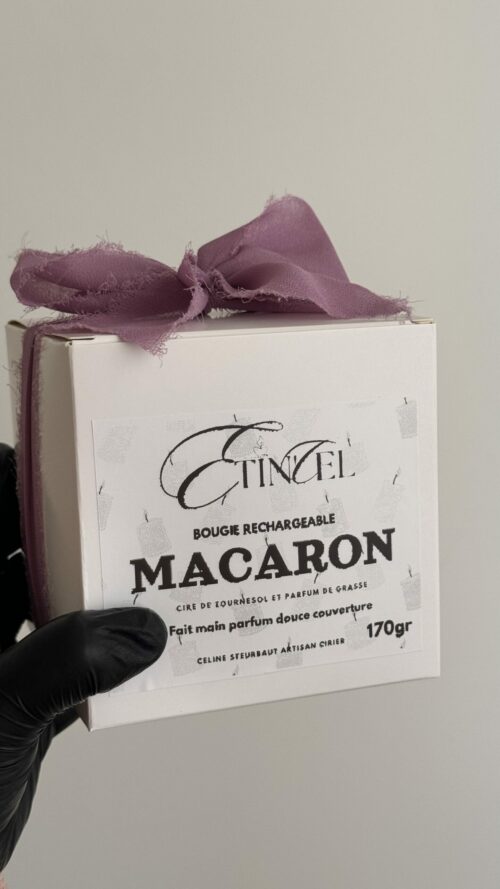 ETINCEL
BOUGIE RECHARGEABLE
MACARON
CIRE DE EOURNESOL ET PARFUM DE GRASSE
Fait main parfum douce couverture
170gr
CELINE STEURBAUT ARTISAN CIRIER